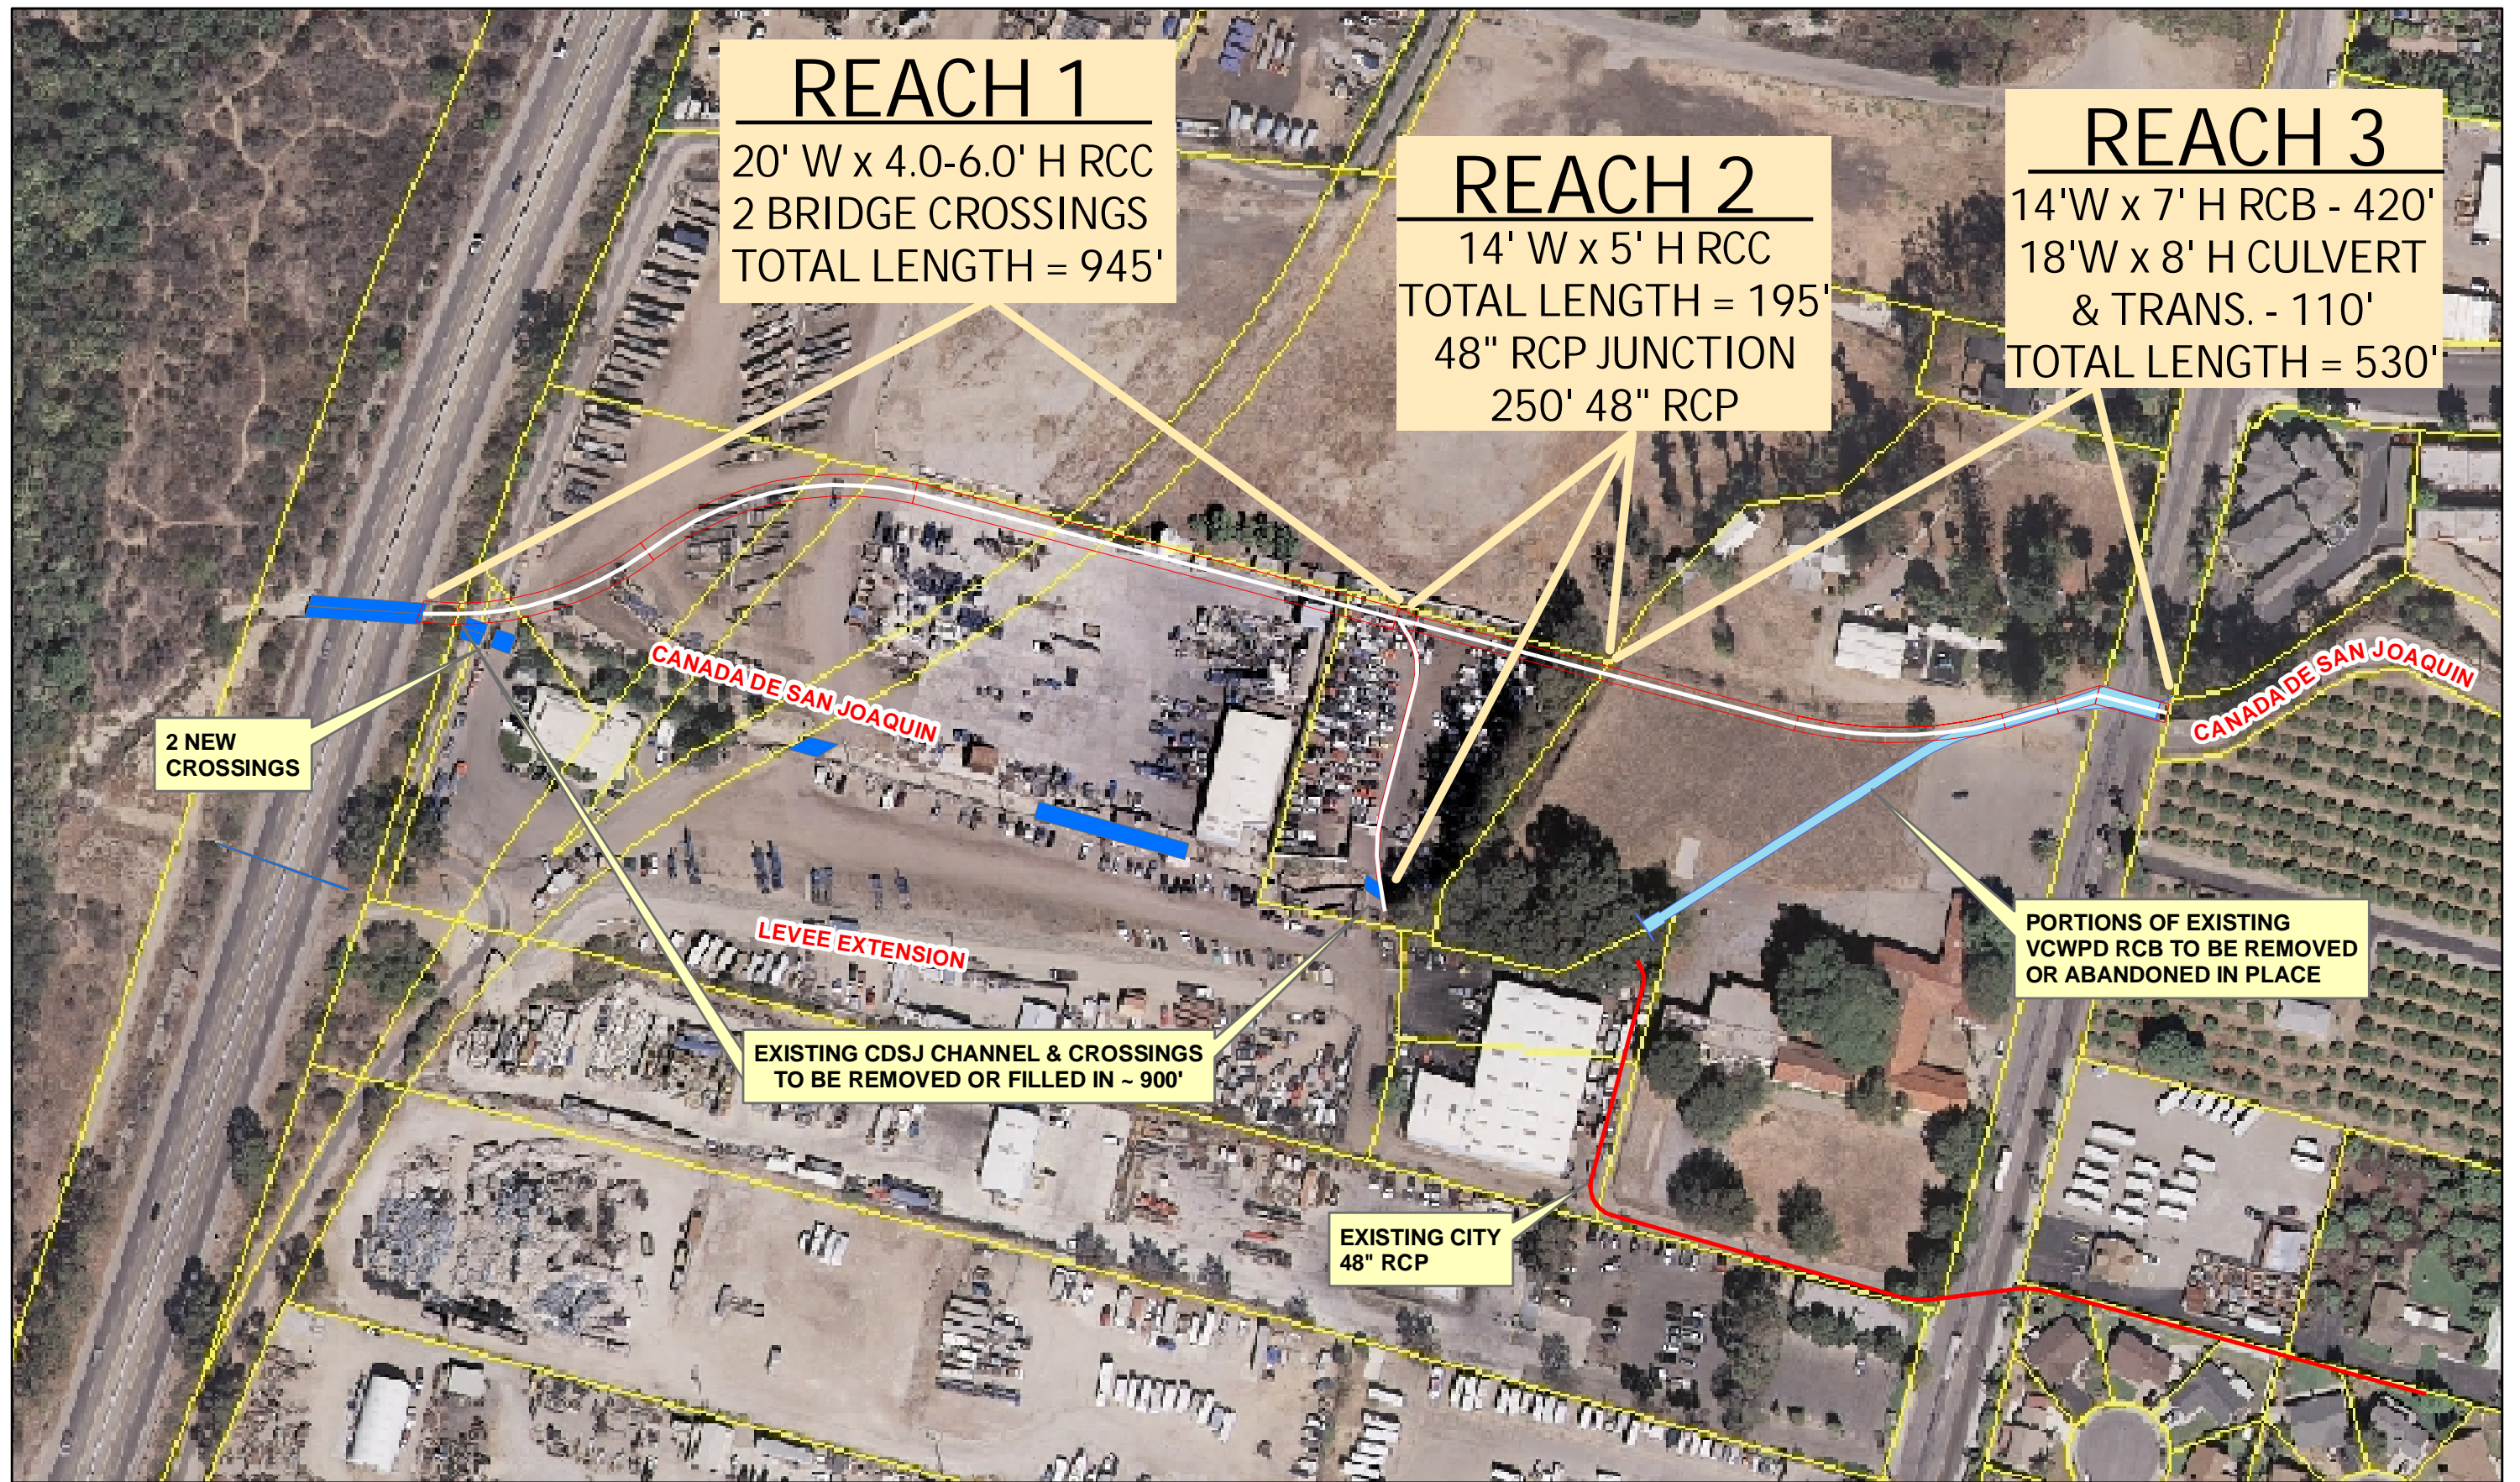 REACH 1
20' W x 4.0-6.0' H RCC
2 BRIDGE CROSSINGS
TOTAL LENGTH = 945'
REACH 2
14' W x 5' H RCC
TOTAL LENGTH = 195'
48" RCP JUNCTION
250' 48" RCP
REACH 3
14'W x 7' H RCB - 420'
18'W x 8' H CULVERT
& TRANS. - 110'
TOTAL LENGTH = 530'
CANADA DE SAN JOAQUIN
CANADA DE SAN JOAQUIN
2 NEW
CROSSINGS
LEVEE EXTENSION
PORTIONS OF EXISTING
VCWPD RCB TO BE REMOVED
OR ABANDONED IN PLACE
EXISTING CDSJ CHANNEL & CROSSINGS
TO BE REMOVED OR FILLED IN ~ 900'
EXISTING CITY
48" RCP